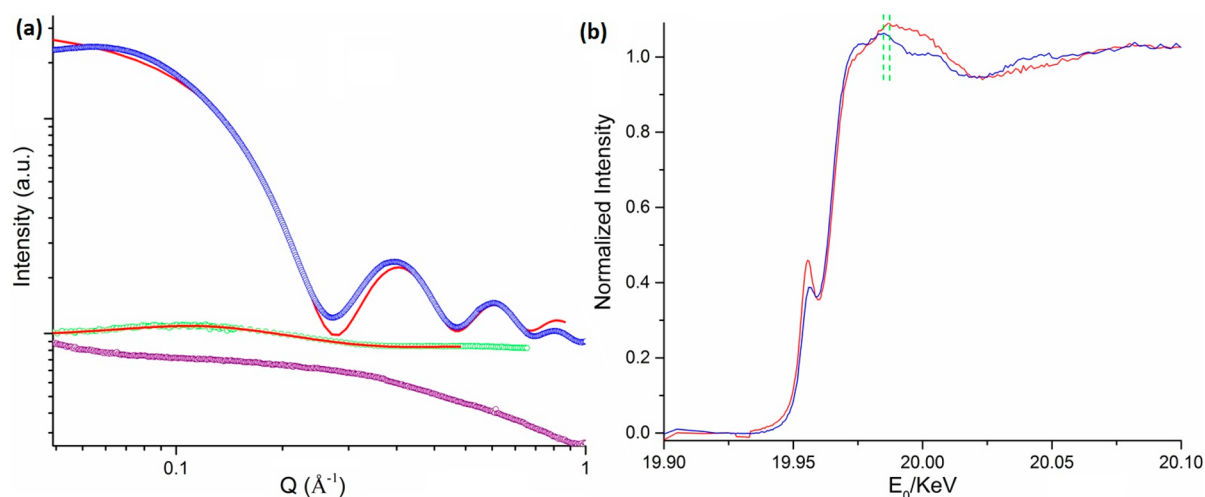 (a)
Intensity (a.u.)
0.1
1
Q (Å⁻¹)
(b)
Normalized Intensity
1.0
0.8
0.6
0.4
0.2
0.0
19.90
19.95
20.00
20.05
20.10
E₀/KeV